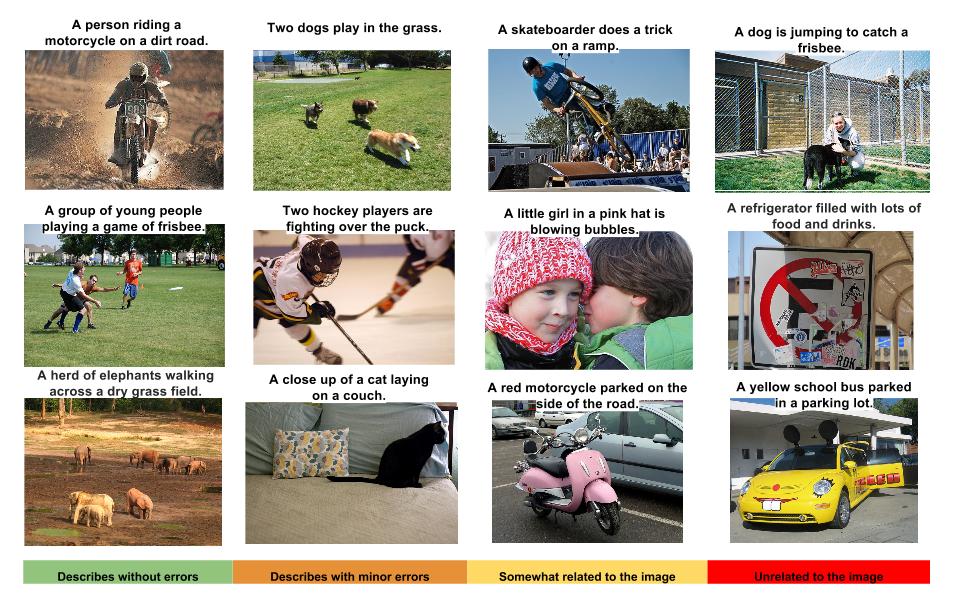 A person riding a
motorcycle on a dirt road.
Two dogs play in the grass.
A skateboarder does a trick
on a ramp.
A dog is jumping to catch a
frisbee.
A group of young people
playing a game of frisbee.
Two hockey players are
fighting over the puck.
A little girl in a pink hat is
blowing bubbles.
A refrigerator filled with lots of
food and drinks.
RDK
A herd of elephants walking
across a dry grass field.
A close up of a cat laying
on a couch.
A red motorcycle parked on the
side of the road.
A yellow school bus parked
in a parking lot.
Describes without errors
Describes with minor errors
Somewhat related to the image
Unrelated to the image